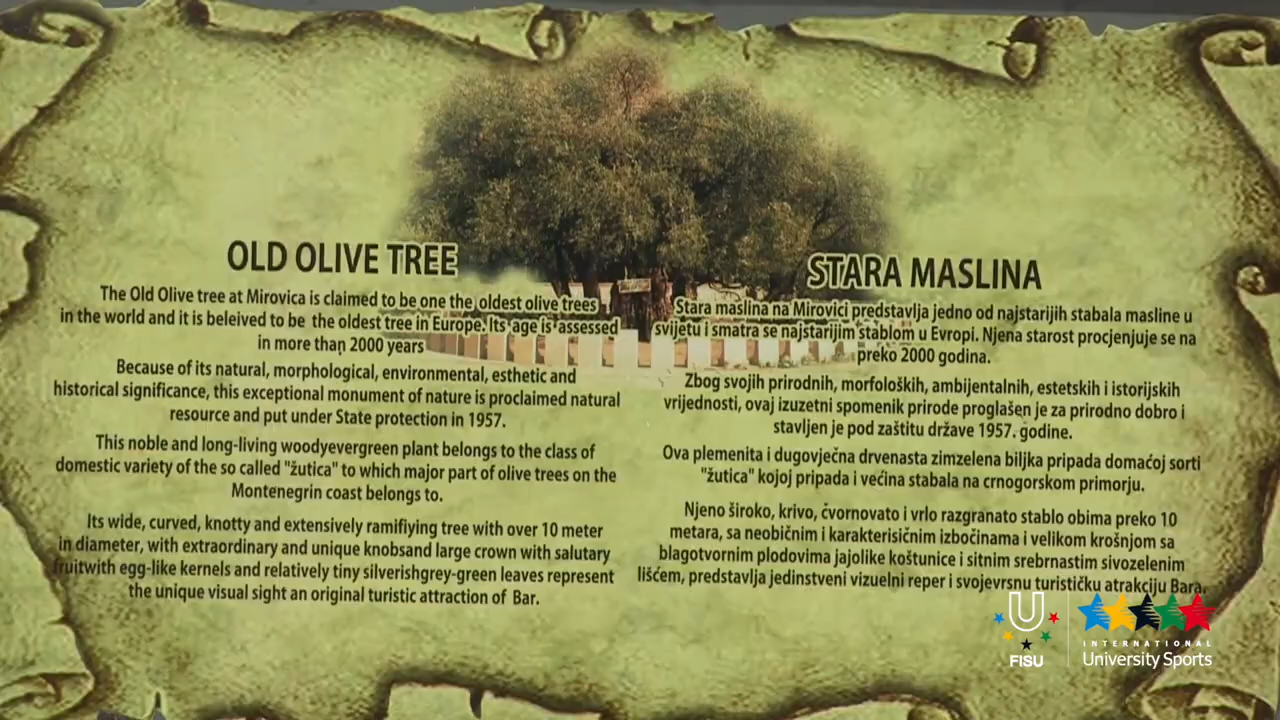 OLD OLIVE TREE
The Old Olive tree at Mirovica is claimed to be one the oldest olive trees
in the world and it is beleived to be the oldest tree in Europe. Its age is assessed
in more than 2000 years
Because of its natural, morphological, environmental, esthetic and
historical significance, this exceptional monument of nature is proclaimed natural
resource and put under State protection in 1957.
This noble and long-living woodyevergreen plant belongs to the class of
domestic variety of the so called "žutica" to which major part of olive trees on the
Montenegrin coast belongs to.
Its wide, curved, knotty and extensively ramifiying tree with over 10 meter
in diameter, with extraordinary and unique knobsand large crown with salutary
fruitwith egg-like kernels and relatively tiny silverishgrey-green leaves represent
the unique visual sight an original turistic attraction of Bar.
STARA MASLINA
Stara maslina na Mirovici predstavlja jedno od najstarijih stabala masline u
svijetu i smatra se najstarijim stablom u Evropi. Njena starost procjenjuje se na
preko 2000 godina.
Zbog svojih prirodnih, morfoloških, ambijentalnih, estetskih i istorijskih
vrijednosti, ovaj izuzetni spomenik prirode proglašen je za prirodno dobro i
stavljen je pod zaštitu države 1957. godine.
Ova plemenita i dugovječna drvenasta zimzelena biljka pripada domaćoj sorti
"žutica" kojoj pripada i većina stabala na crnogorskom primorju.
Njeno široko, krivo, čvornovato i vrlo razgranato stablo obima preko 10
metara, sa neobičnim i karakterisičnim izbočinama i velikom krošnjom sa
blagotvornim plodovima jajolike koštunice i sitnim srebrnastim sivozelenim
lišćem, predstavlja jedinstveni vizuelni reper i svojevrsnu turističku atrakciju Bara.
FISU
INTERNATIONAL
University Sports